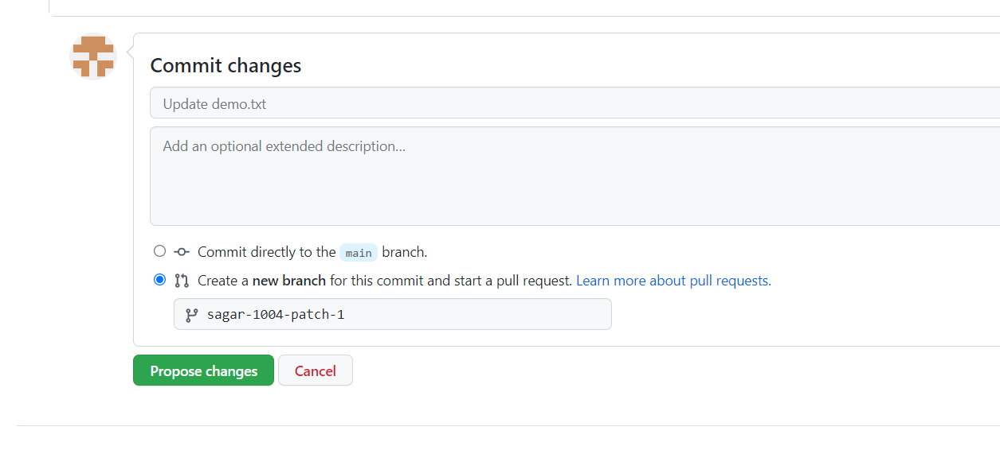 Commit changes
Update demo.txt
Add an optional extended description...
Commit directly to the main branch.
Create a new branch for this commit and start a pull request. Learn more about pull requests.
sagar-1004-patch-1
Propose changes Cancel